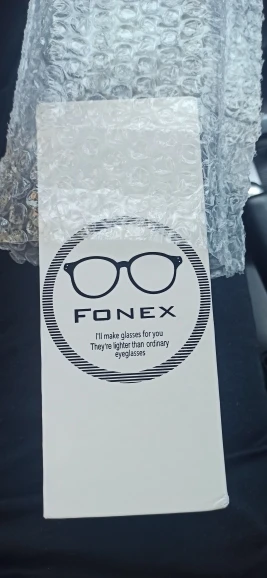 FONEX
I'll make glasses for you
They're lighter than ordinary
eyeglasses